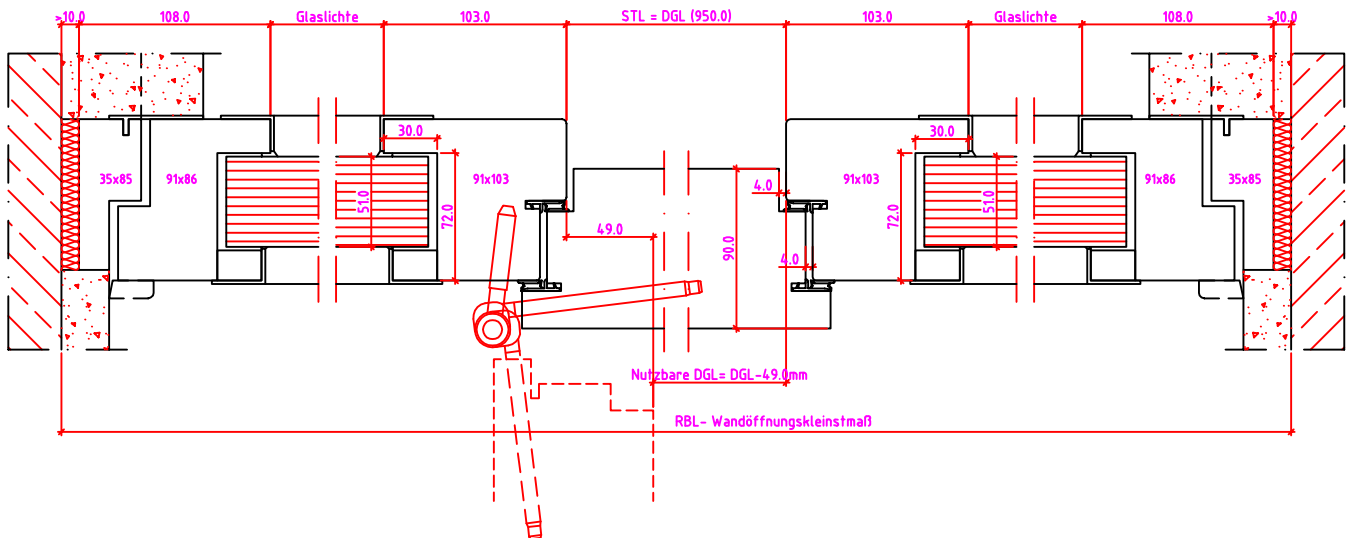 >10.0 108.0 Glaslichte 103.0 STL = DGL (950.0) 103.0 Glaslichte 108.0 >10.0
30.0 30.0
35x85 91x86 51.0 72.0 91x103 4.0 91x103 72.0 51.0 91x86 35x85
49.0 90.0 4.0
Nutzbare DGL= DGL-49.0mm
RBL- Wandöffnungskleinstmaß